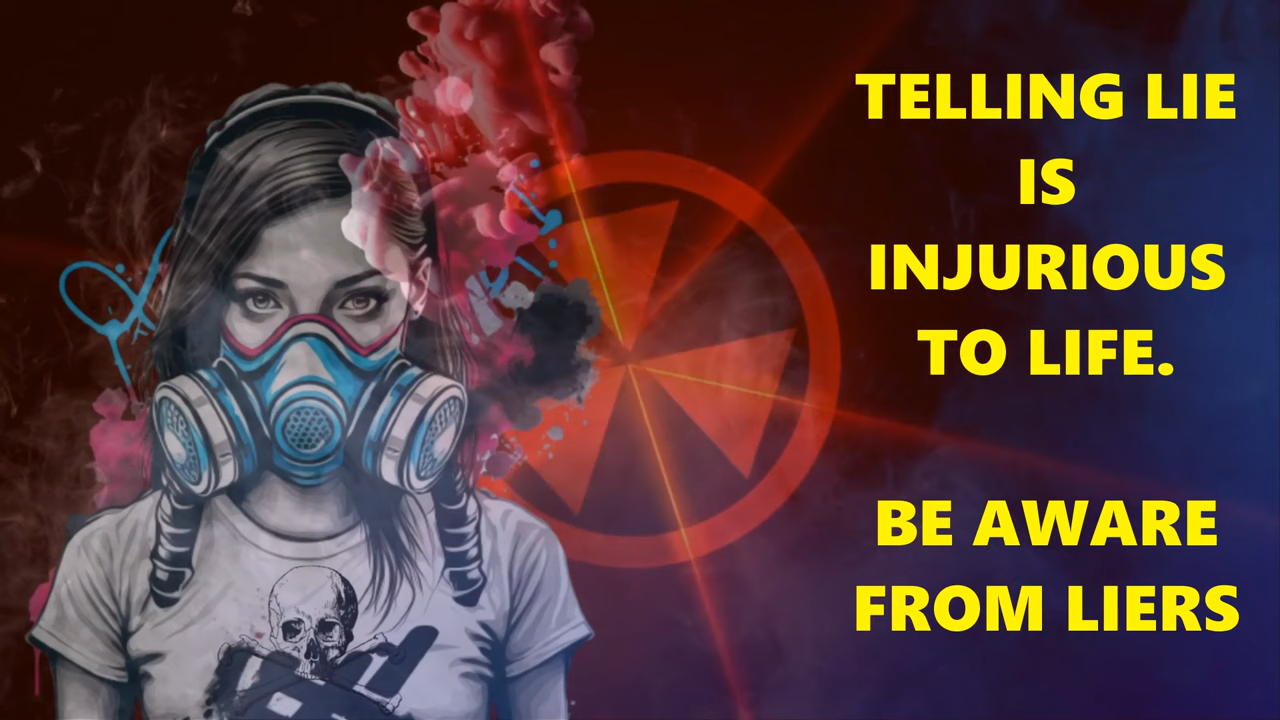 TELLING LIE
IS
INJURIOUS
TO LIFE.
BE AWARE
FROM LIERS